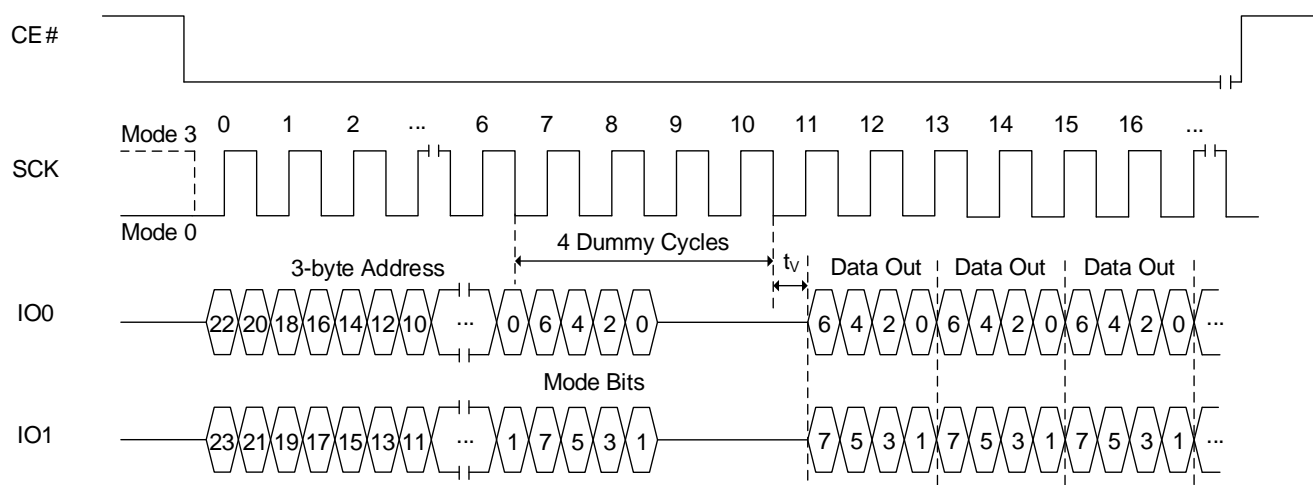 CE#
0 1 2 ... 6 7 8 9 10 11 12 13 14 15 16 ...
Mode 3
SCK
Mode 0
4 Dummy Cycles
3-byte Address tV Data Out Data Out Data Out
IO0 22 20 18 16 14 12 10 ... 0 6 4 2 0 6 4 2 0 6 4 2 0 6 4 2 0 ...
Mode Bits
IO1 23 21 19 17 15 13 11 ... 1 7 5 3 1 7 5 3 1 7 5 3 1 7 5 3 1 ...